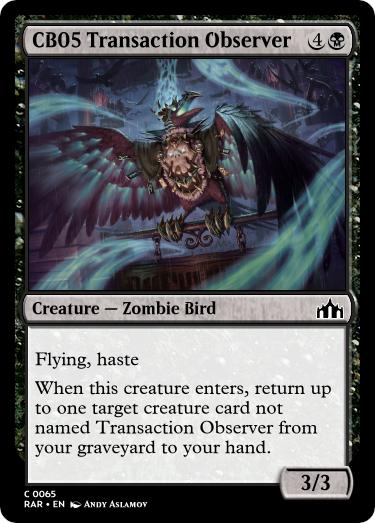 CB05 Transaction Observer 4
Creature — Zombie Bird
Flying, haste
When this creature enters, return up
to one target creature card not
named Transaction Observer from
your graveyard to your hand.
3/3
C 0065
RAR • EN Andy Aslamov